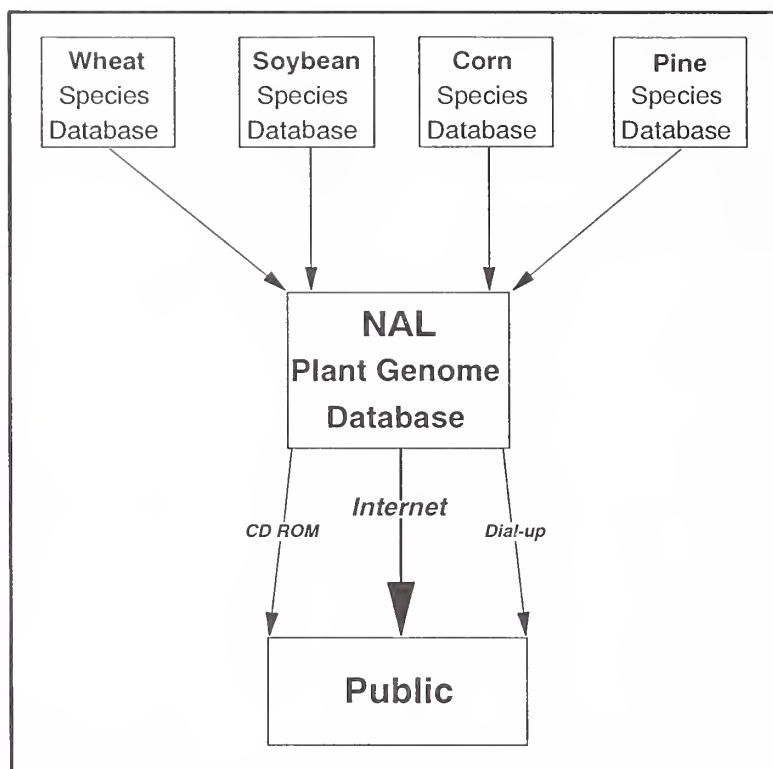 Wheat
Species
Database
Soybean
Species
Database
Corn
Species
Database
Pine
Species
Database
NAL
Plant Genome
Database
CD ROM
Internet
Dial-up
Public